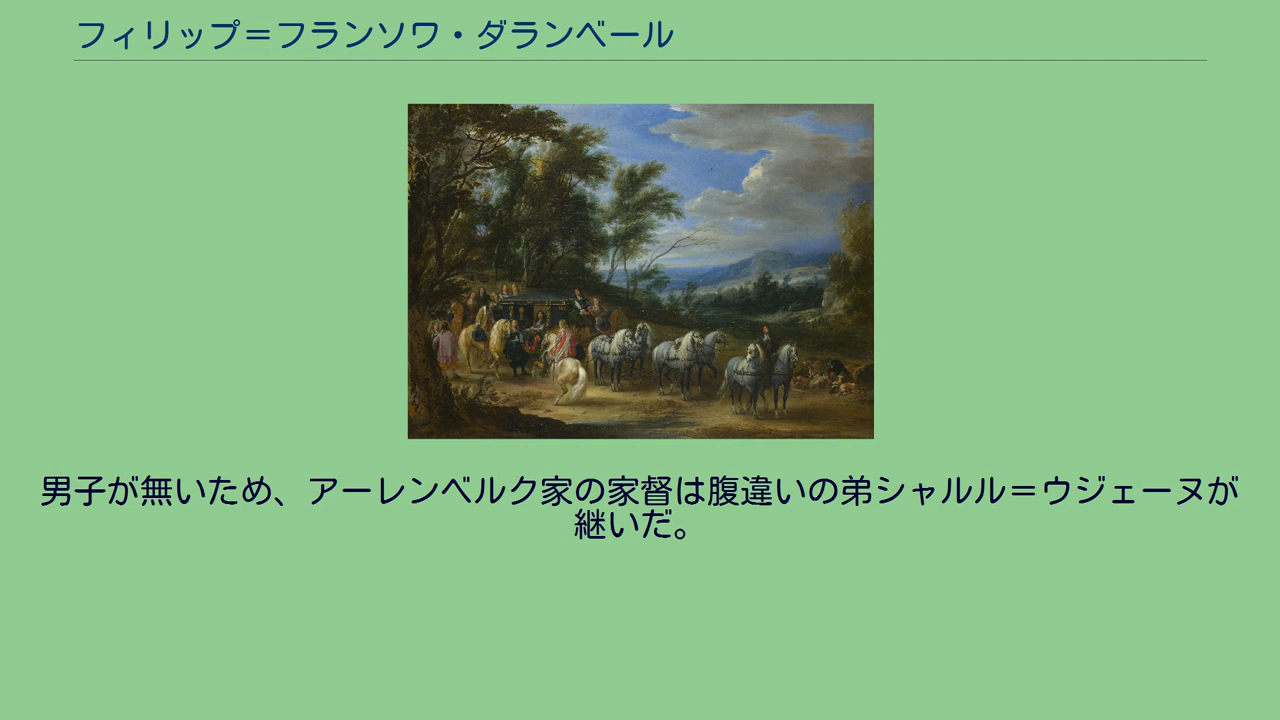 フィリップ＝フランソワ・ダランベール
男子が無いため、アーレンベルク家の家督は腹違いの弟シャルル＝ウジェーヌが
継いだ。